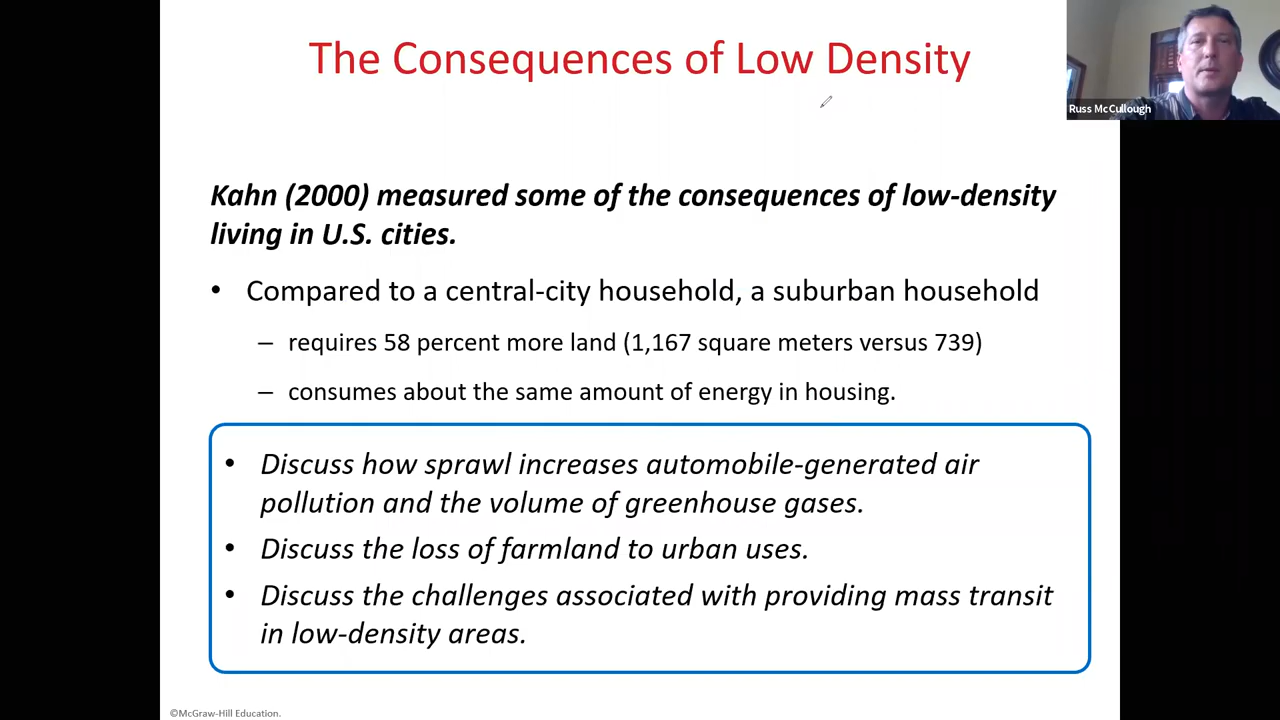 The Consequences of Low Density
Russ McCullough
Kahn (2000) measured some of the consequences of low-density
living in U.S. cities.
• Compared to a central-city household, a suburban household
– requires 58 percent more land (1,167 square meters versus 739)
– consumes about the same amount of energy in housing.
• Discuss how sprawl increases automobile-generated air
pollution and the volume of greenhouse gases.
• Discuss the loss of farmland to urban uses.
• Discuss the challenges associated with providing mass transit
in low-density areas.
©McGraw-Hill Education.